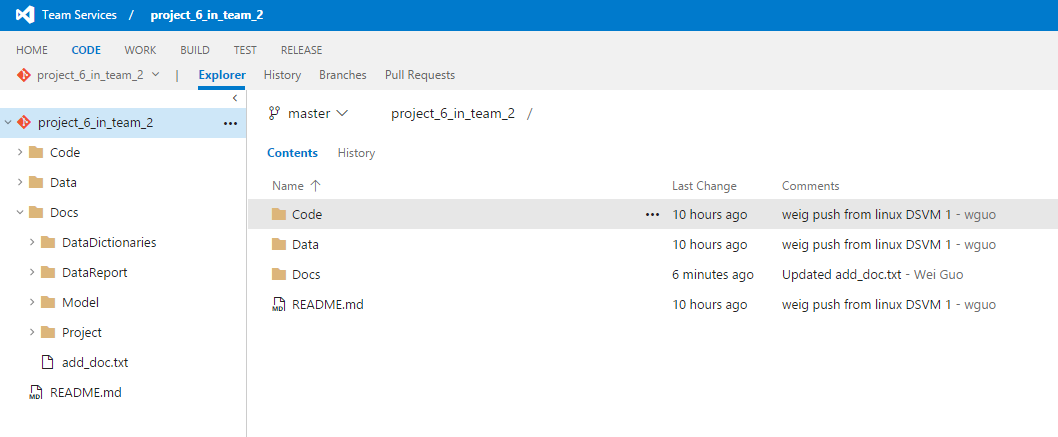 Team Services / project_6_in_team_2
HOME CODE WORK BUILD TEST RELEASE
project_6_in_team_2 | Explorer History Branches Pull Requests
project_6_in_team_2 ...
Code
Data
Docs
DataDictionaries
DataReport
Model
Project
add_doc.txt
README.md
master project_6_in_team_2 /
Contents History
Name Last Change Comments
Code ... 10 hours ago weig push from linux DSVM 1 - wguo
Data 10 hours ago weig push from linux DSVM 1 - wguo
Docs 6 minutes ago Updated add_doc.txt - Wei Guo
README.md 10 hours ago weig push from linux DSVM 1 - wguo